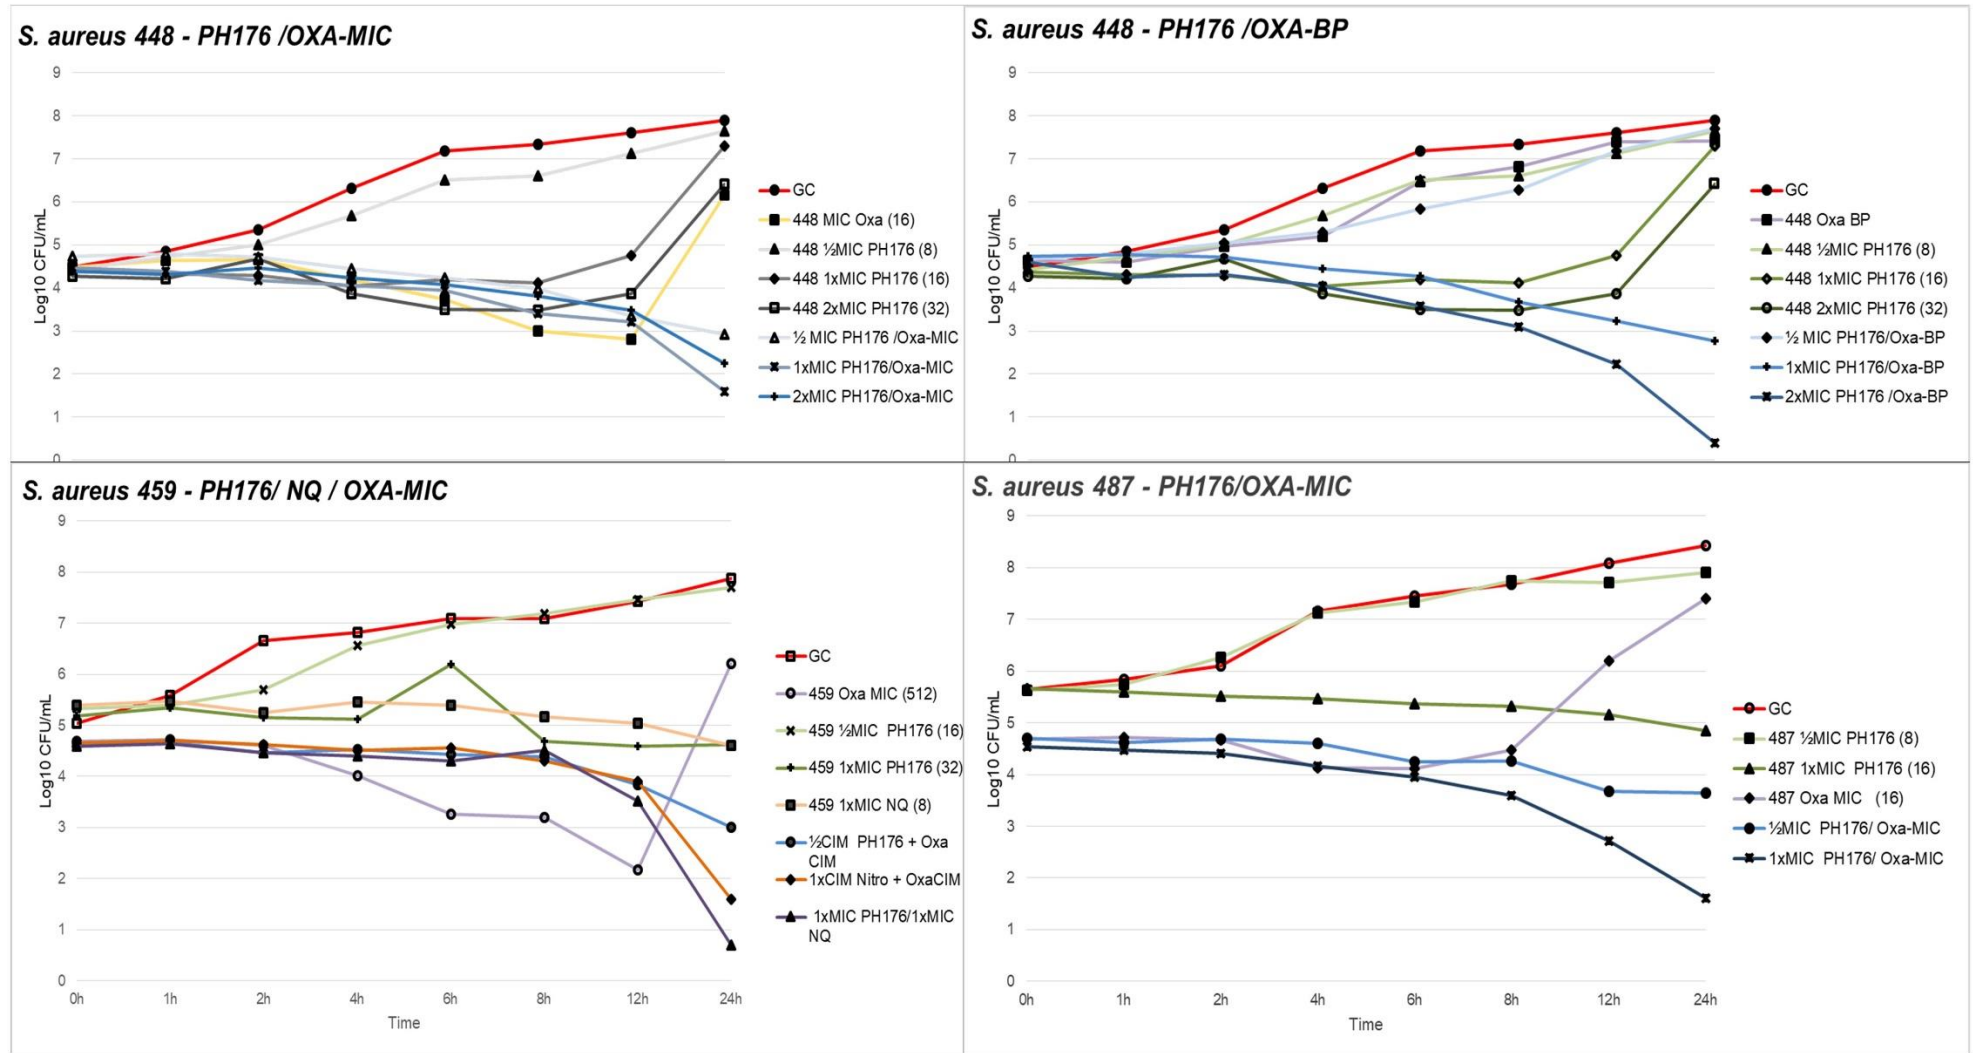 S. aureus 448 - PH176 /OXA-MIC
9
8
7
6
5
4
3
2
1
0
Log10 CFU/mL
GC
448 MIC Oxa (16)
448 ½MIC PH176 (8)
448 1xMIC PH176 (16)
448 2xMIC PH176 (32)
½ MIC PH176 /Oxa-MIC
1xMIC PH176/Oxa-MIC
2xMIC PH176/Oxa-MIC
S. aureus 448 - PH176 /OXA-BP
9
8
7
6
5
4
3
2
1
0
Log10 CFU/mL
GC
448 Oxa BP
448 ½MIC PH176 (8)
448 1xMIC PH176 (16)
448 2xMIC PH176 (32)
½ MIC PH176/Oxa-BP
1xMIC PH176/Oxa-BP
2xMIC PH176 /Oxa-BP
S. aureus 459 - PH176/ NQ / OXA-MIC
9
8
7
6
5
4
3
2
1
0
Log10 CFU/mL
0h 1h 2h 4h 6h 8h 12h 24h
Time
GC
459 Oxa MIC (512)
459 ½MIC PH176 (16)
459 1xMIC PH176 (32)
459 1xMIC NQ (8)
½CIM PH176 + Oxa
CIM
1xCIM Nitro + OxaCIM
1xMIC PH176/1xMIC
NQ
S. aureus 487 - PH176/OXA-MIC
9
8
7
6
5
4
3
2
1
0
Log10 CFU/mL
0h 1h 2h 4h 6h 8h 12h 24h
Time
GC
487 ½MIC PH176 (8)
487 1xMIC PH176 (16)
487 Oxa MIC (16)
½MIC PH176/ Oxa-MIC
1xMIC PH176/ Oxa-MIC